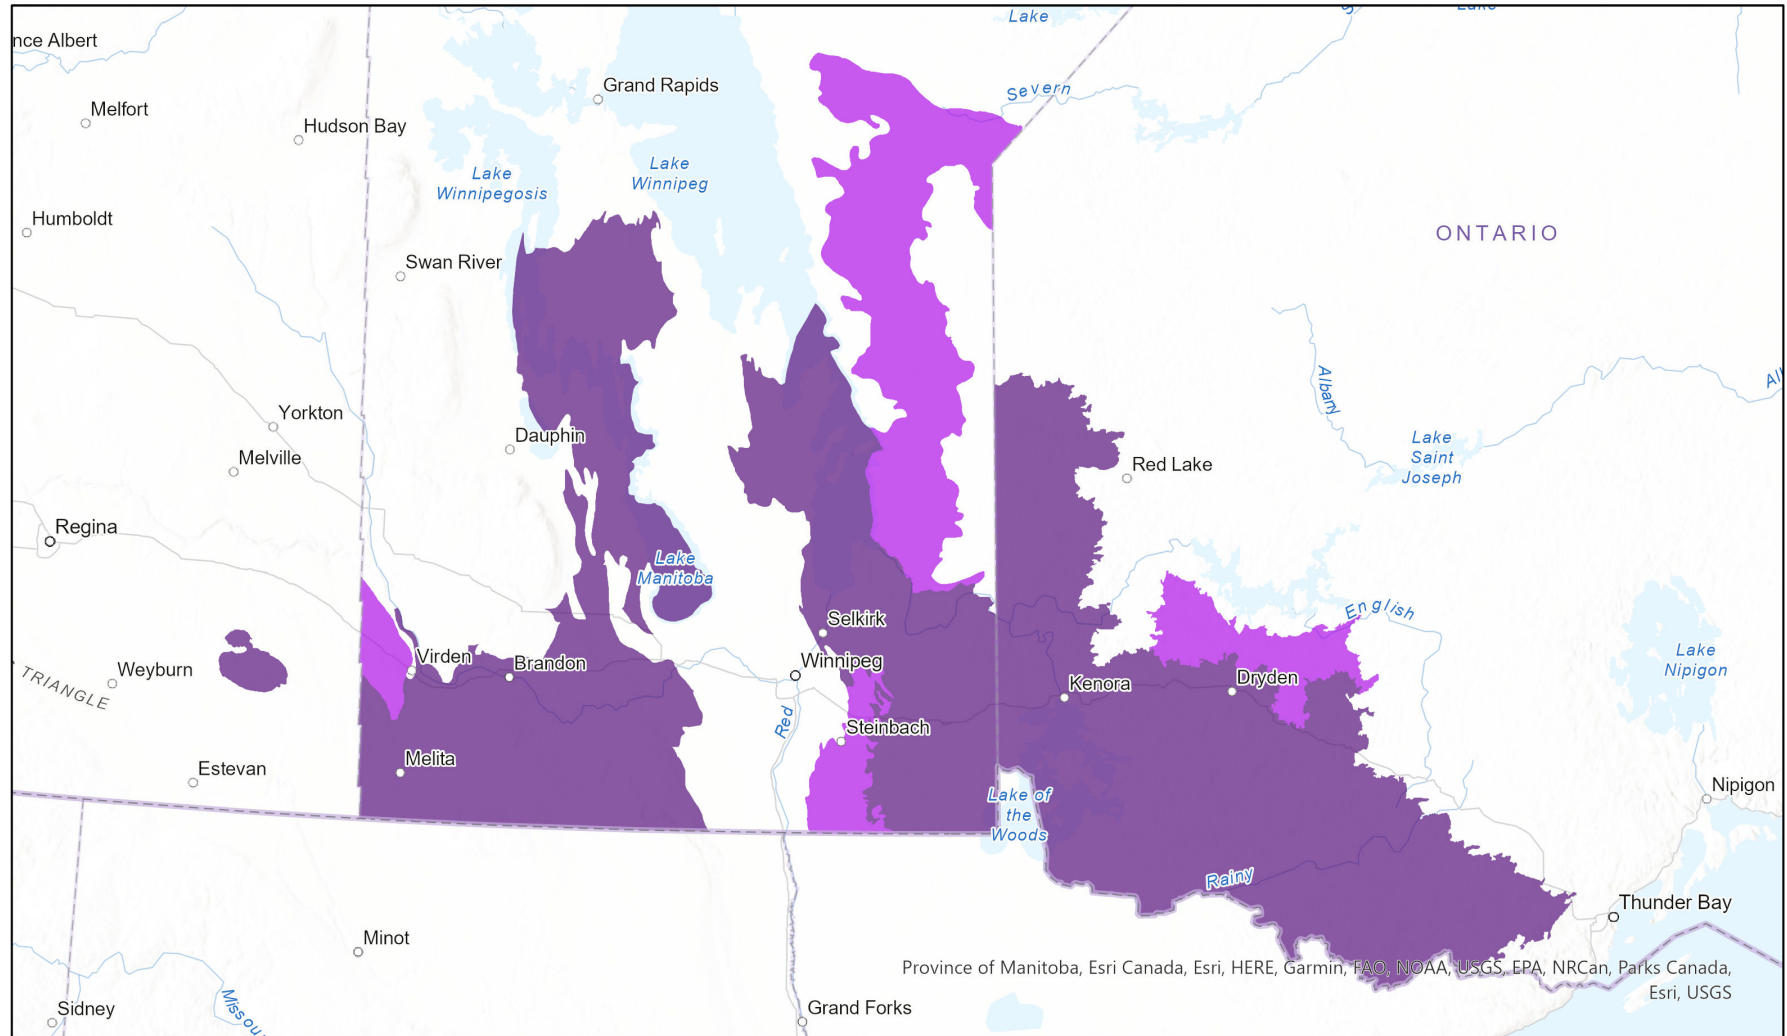 Lake
Lake
S
nce Albert
Melfort
Hudson Bay
Grand Rapids
Severn
Lake
Winnipegosis
Lake
Winnipeg
Humboldt
Swan River
ONTARIO
Yorkton
Melville
Dauphin
Red Lake
Albany
Al
Lake
Saint
Joseph
Regina
Lake
Manitoba
Selkirk
English
Weyburn
TRIANGLE
Virden
Brandon
Winnipeg
Kenora
Dryden
Lake
Nipigon
Red
Steinbach
Estevan
Melita
Lake of
the
Woods
Nipigon
Rainy
Thunder Bay
Minot
Province of Manitoba, Esri Canada, Esri, HERE, Garmin, FAO, NOAA, USGS, EPA, NRCan, Parks Canada,
Esri, USGS
Sidney
Missou
Grand Forks